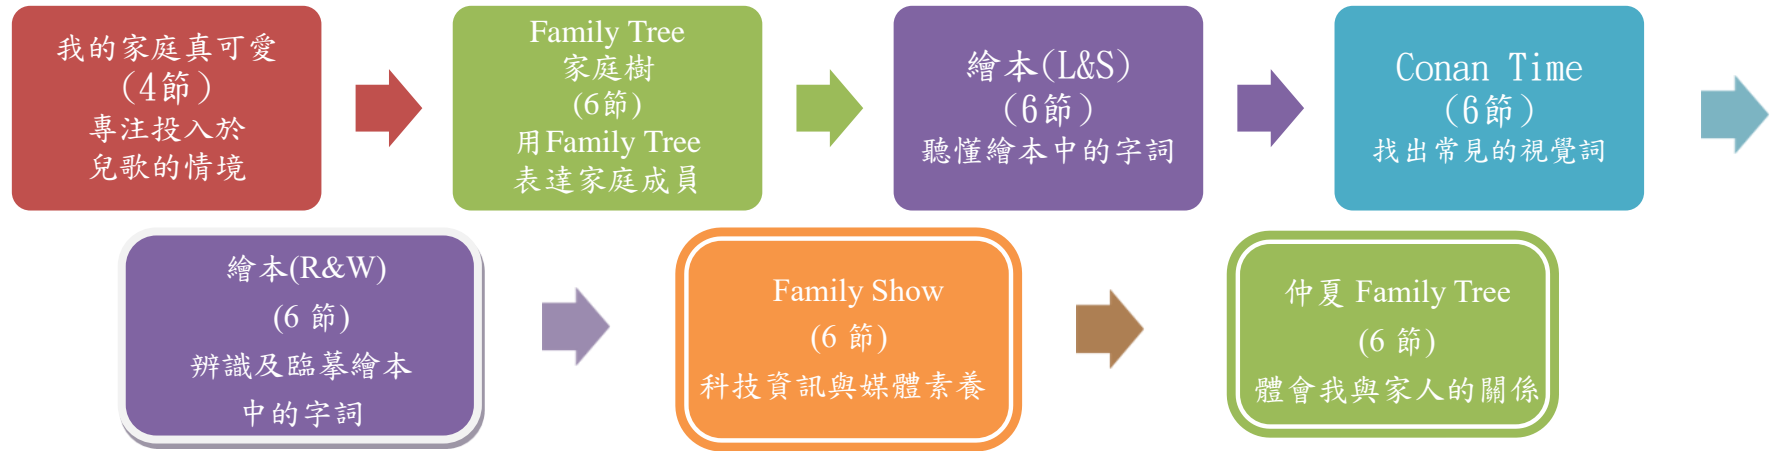 我的家庭真可愛
(4節)
專注投入於
兒歌的情境
Family Tree
家庭樹
(6節)
用Family Tree
表達家庭成員
繪本(L&S)
(6節)
聽懂繪本中的字詞
Conan Time
(6節)
找出常見的視覺詞
繪本(R&W)
(6 節)
辨識及臨摹繪本
中的字詞
Family Show
(6 節)
科技資訊與媒體素養
仲夏 Family Tree
(6 節)
體會我與家人的關係